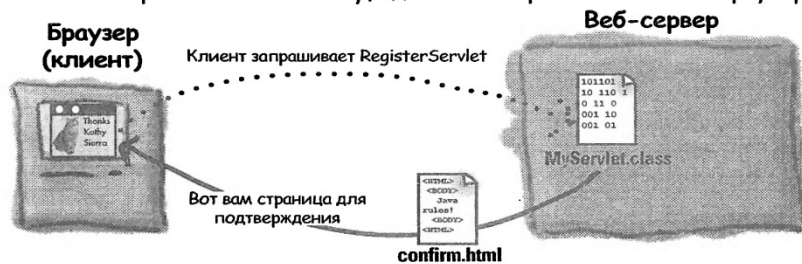 Веб-сервер
Браузер
(клиент)
Клиент запрашивает RegisterServlet
101101
10 110 1
0 11 0
001 10
001 01
Thanks
Kathy
Sierra
MyServlet.class
Вот вам страница для
подтверждения
<HTML>
<BODY>
Java
rules!
<BODY>
<HTML>
confirm.html